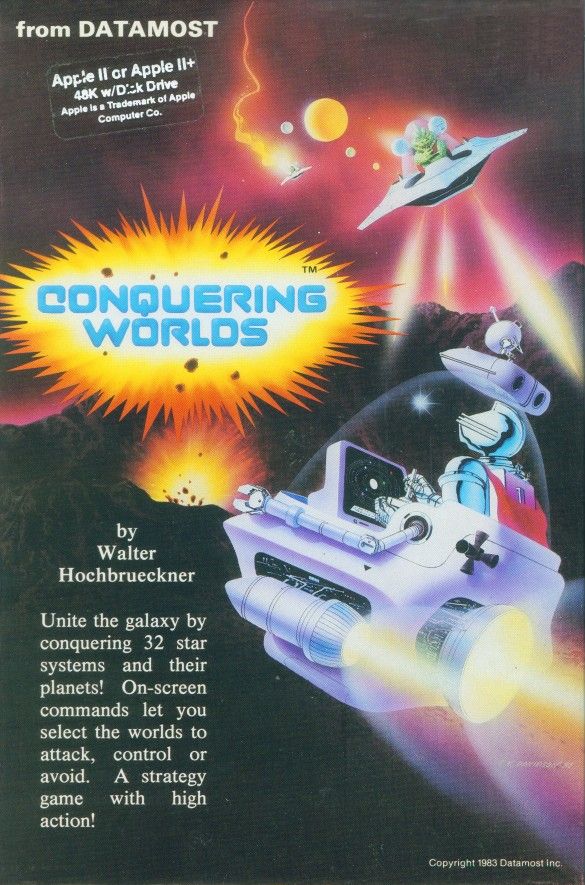 from DATAMOST
Apple II or Apple II+
48K w/Disk Drive
Apple is a Trademark of Apple
Computer Co.
TM
CONQUERING
WORLDS
by
Walter
Hochbrueckner
Unite the galaxy by
conquering 32 star
systems and their
planets! On-screen
commands let you
select the worlds to
attack, control or
avoid. A strategy
game with high
action!
Copyright 1983 Datamost Inc.